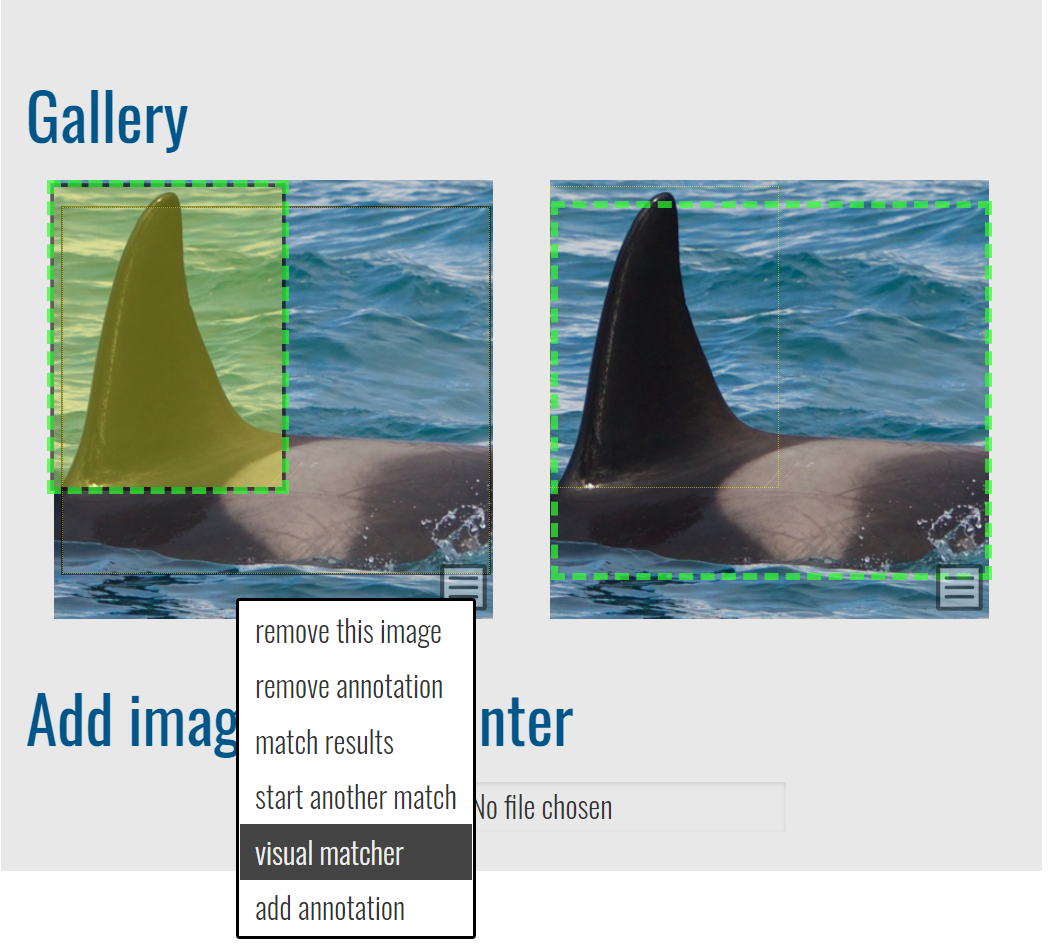 Gallery
remove this image
remove annotation
Add imag nter
match results
start another match
No file chosen
visual matcher
add annotation